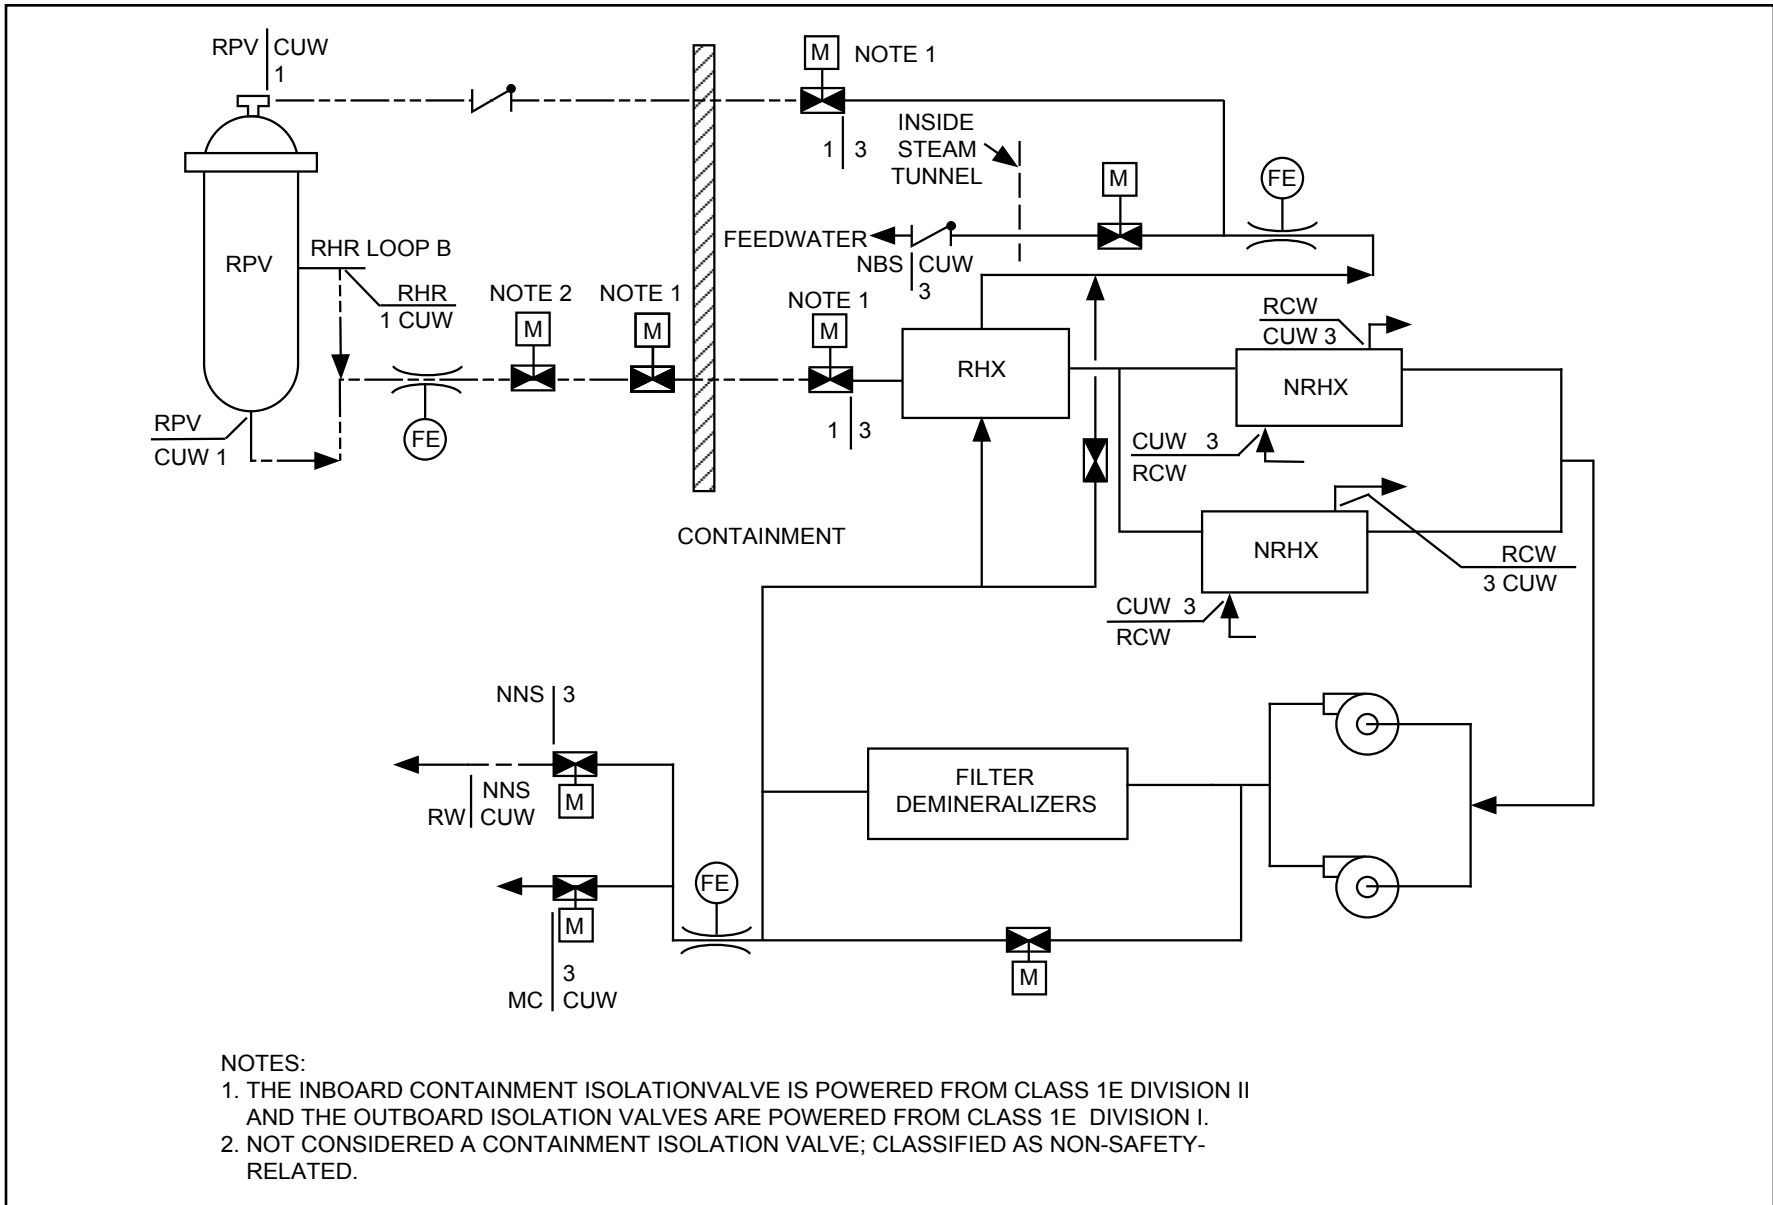 RPV CUW
1
M NOTE 1
1 3
INSIDE
STEAM
TUNNEL
M
FE
FEEDWATER
NBS CUW
3
RPV
RHR LOOP B
RHR
1 CUW
NOTE 2 NOTE 1
M M
NOTE 1
M
1 3
FE
RPV
CUW 1
RHX
RCW
CUW 3
NRHX
CUW 3
RCW
NRHX
RCW
3 CUW
CUW 3
RCW
CONTAINMENT
NNS 3
M
RW NNS
CUW
FILTER
DEMINERALIZERS
FE
M
3
MC CUW
M
NOTES:
1. THE INBOARD CONTAINMENT ISOLATIONVALVE IS POWERED FROM CLASS 1E DIVISION II
AND THE OUTBOARD ISOLATION VALVES ARE POWERED FROM CLASS 1E DIVISION I.
2. NOT CONSIDERED A CONTAINMENT ISOLATION VALVE; CLASSIFIED AS NON-SAFETY-
RELATED.